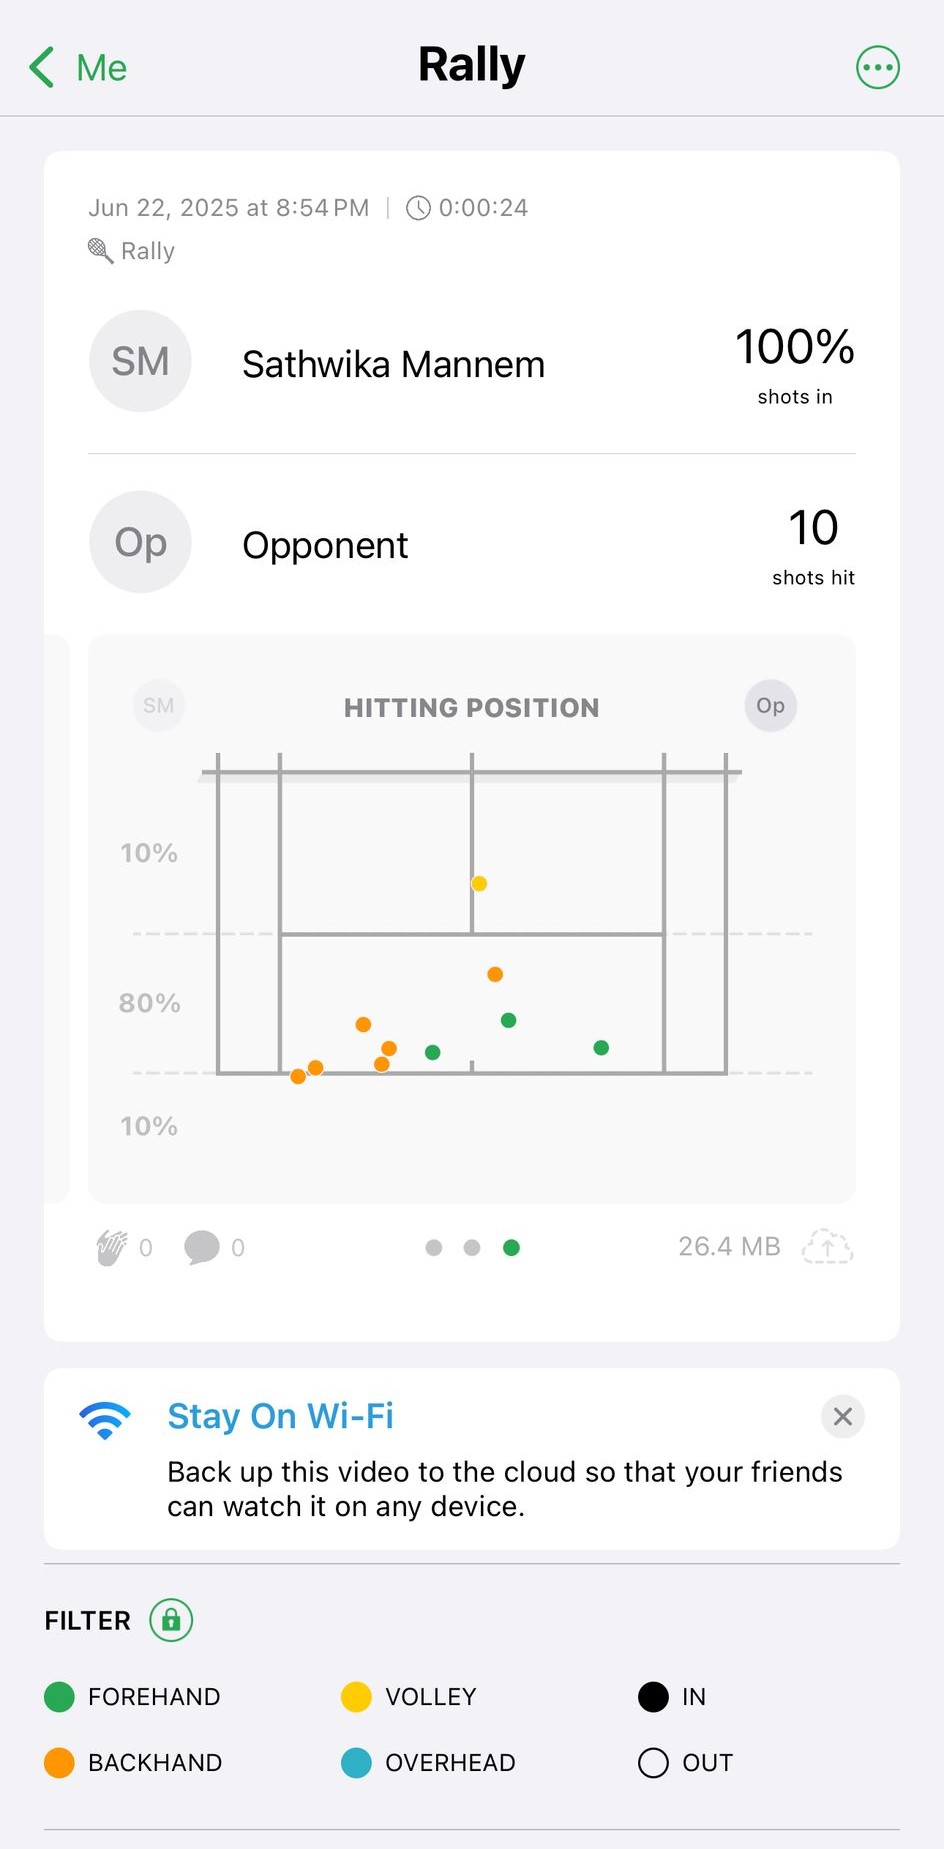 Me
Rally
Jun 22, 2025 at 8:54 PM | 0:00:24
Rally
SM
Sathwika Mannem
100%
shots in
Op
Opponent
10
shots hit
SM
HITTING POSITION
Op
10%
80%
10%
0
0
26.4 MB
Stay On Wi-Fi
Back up this video to the cloud so that your friends
can watch it on any device.
FILTER
FOREHAND
VOLLEY
IN
BACKHAND
OVERHEAD
OUT